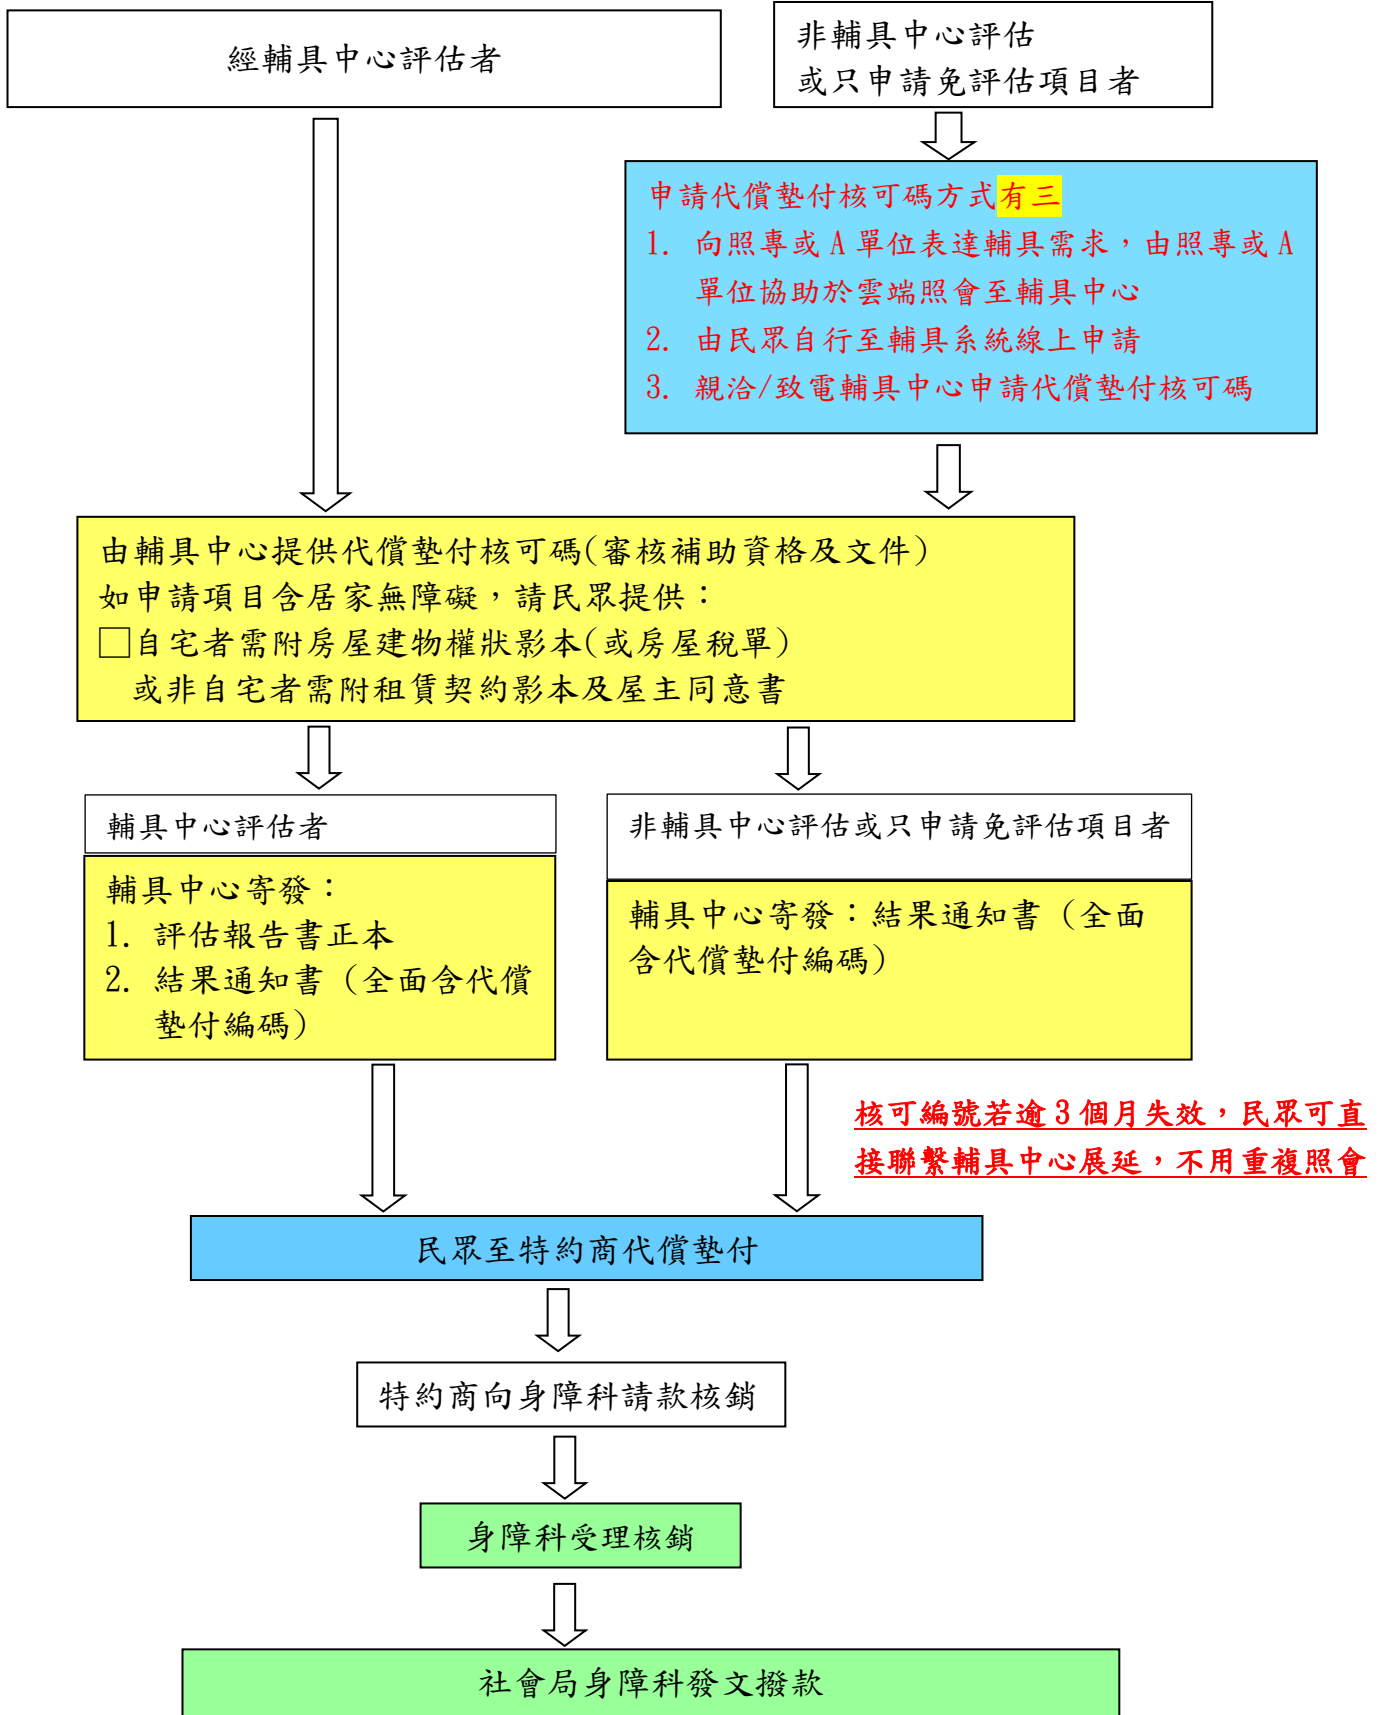 經輔具中心評估者
非輔具中心評估
或只申請免評估項目者
申請代償墊付核可碼方式有三
1. 向照專或 A 單位表達輔具需求，由照專或 A
單位協助於雲端照會至輔具中心
2. 由民眾自行至輔具系統線上申請
3. 親洽/致電輔具中心申請代償墊付核可碼
由輔具中心提供代償墊付核可碼(審核補助資格及文件)
如申請項目含居家無障礙，請民眾提供：
□自宅者需附房屋建物權狀影本(或房屋稅單)
或非自宅者需附租賃契約影本及屋主同意書
輔具中心評估者
輔具中心寄發：
1. 評估報告書正本
2. 結果通知書（全面含代償
墊付編碼）
非輔具中心評估或只申請免評估項目者
輔具中心寄發：結果通知書（全面
含代償墊付編碼）
核可編號若逾 3 個月失效，民眾可直
接聯繫輔具中心展延，不用重複照會
民眾至特約商代償墊付
特約商向身障科請款核銷
身障科受理核銷
社會局身障科發文撥款